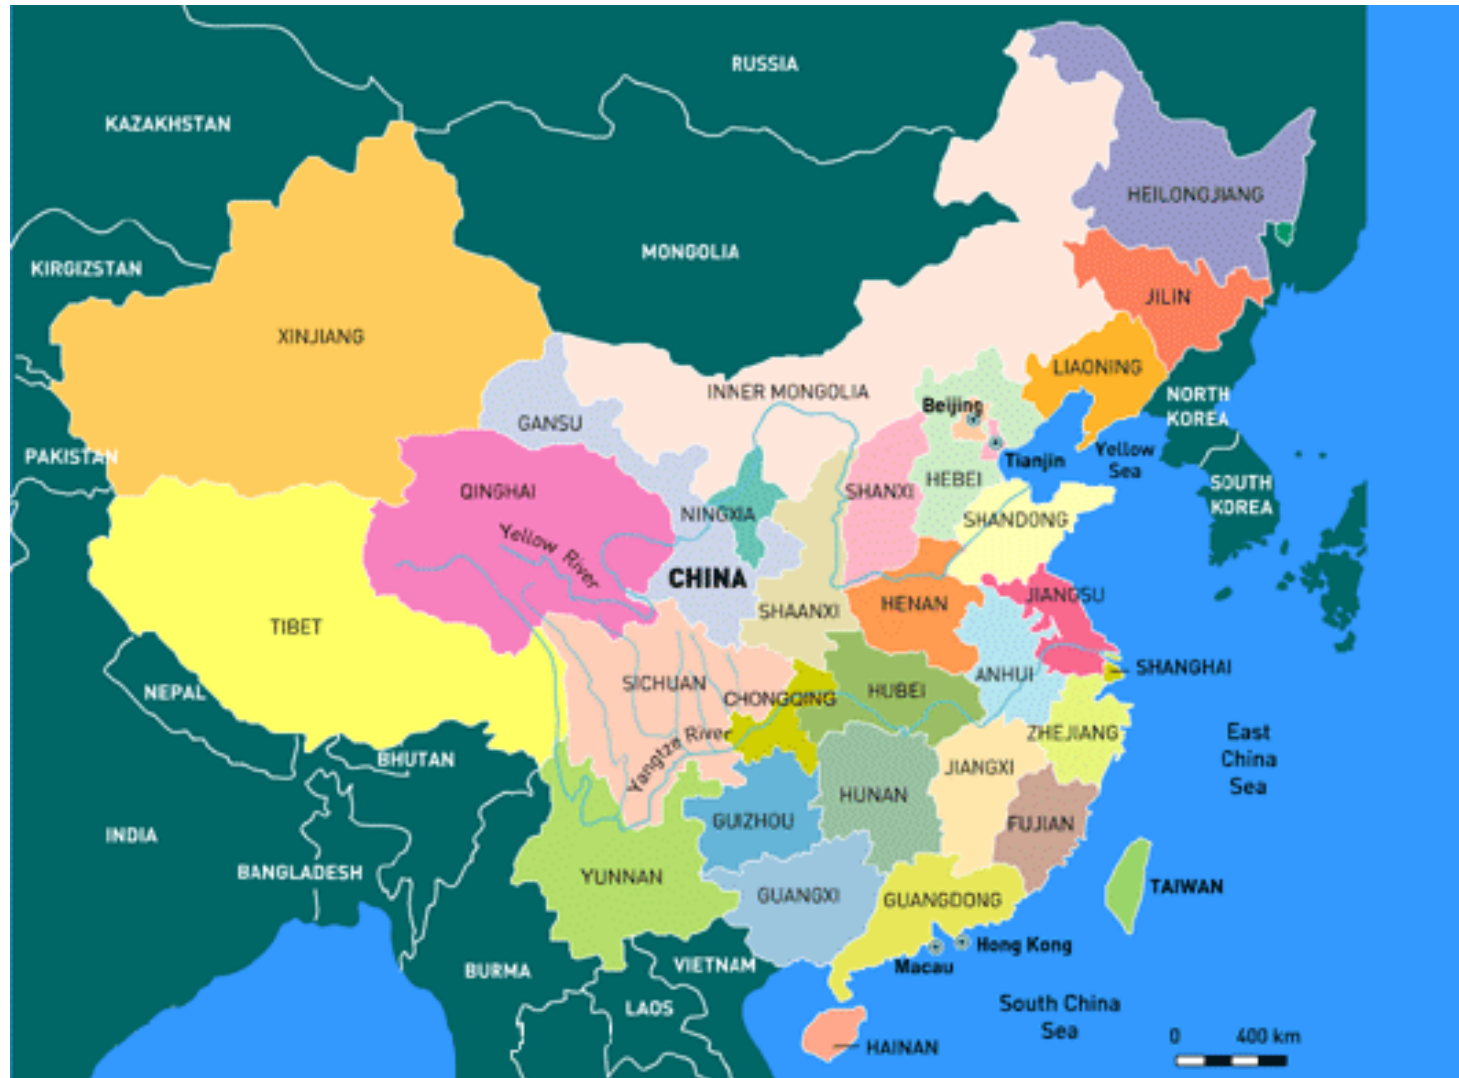 RUSSIA
KAZAKHSTAN
HEILONGJIANG
MONGOLIA
KIRGIZSTAN
JILIN
XINJIANG
LIAONING
INNER MONGOLIA
NORTH
KOREA
Beijing
GANSU
Yellow
Sea
PAKISTAN
Tianjin
HEBEI
SHANXI
QINGHAI
SOUTH
KOREA
NINGXIA
SHANDONG
Yellow River
CHINA
JIANGSU
HENAN
SHAANXI
TIBET
SHANGHAI
ANHUI
SICHUAN
NEPAL
HUBEI
CHONGQING
ZHEJIANG
Yangtze River
East
China
Sea
BHUTAN
JIANGXI
HUNAN
GUIZHOU
FUJIAN
INDIA
BANGLADESH
YUNNAN
TAIWAN
GUANGXI
GUANGDONG
Hong Kong
Macau
VIETNAM
BURMA
LAOS
South China
Sea
0 400 km
HAINAN